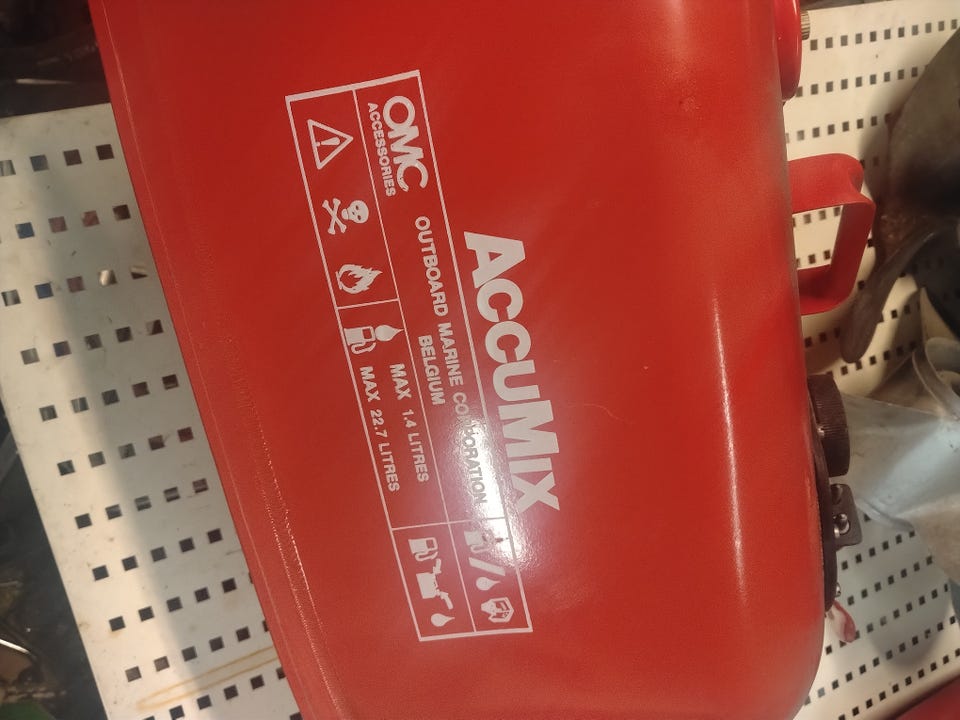 ACCUMIX
OMC
ACCESSORIES
OUTBOARD MARINE CORPORATION
BELGIUM
MAX 1.4 LITRES
MAX 22.7 LITRES